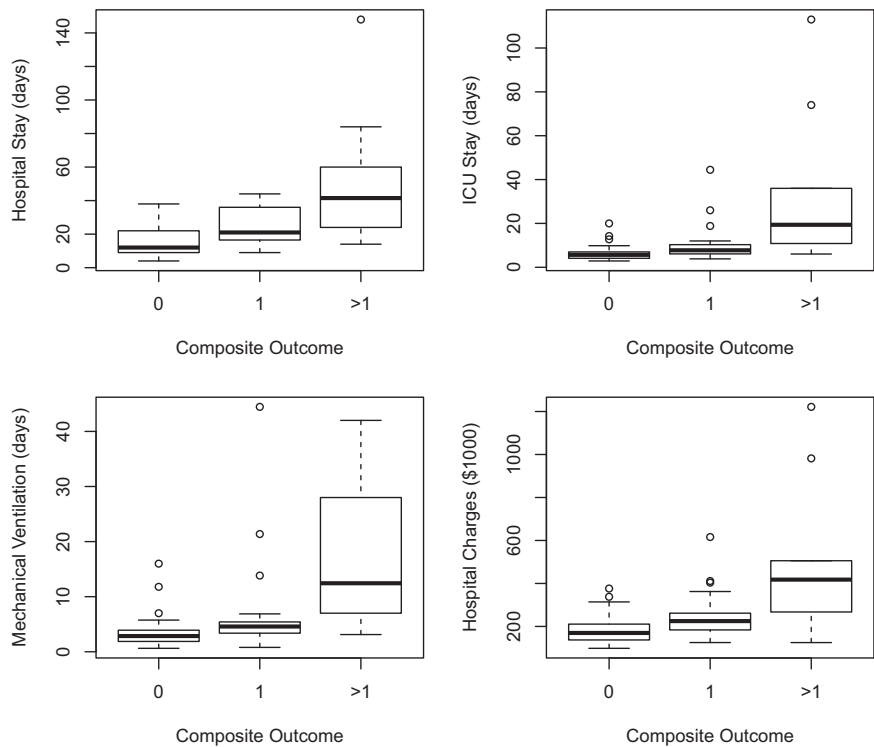 Hospital Stay (days)
140
100
60
20
0
0 1 >1
Composite Outcome
ICU Stay (days)
100
80
60
40
20
0
0 1 >1
Composite Outcome
Mechanical Ventilation (days)
40
30
20
10
0
0 1 >1
Composite Outcome
Hospital Charges ($1000)
1000
600
200
0 1 >1
Composite Outcome